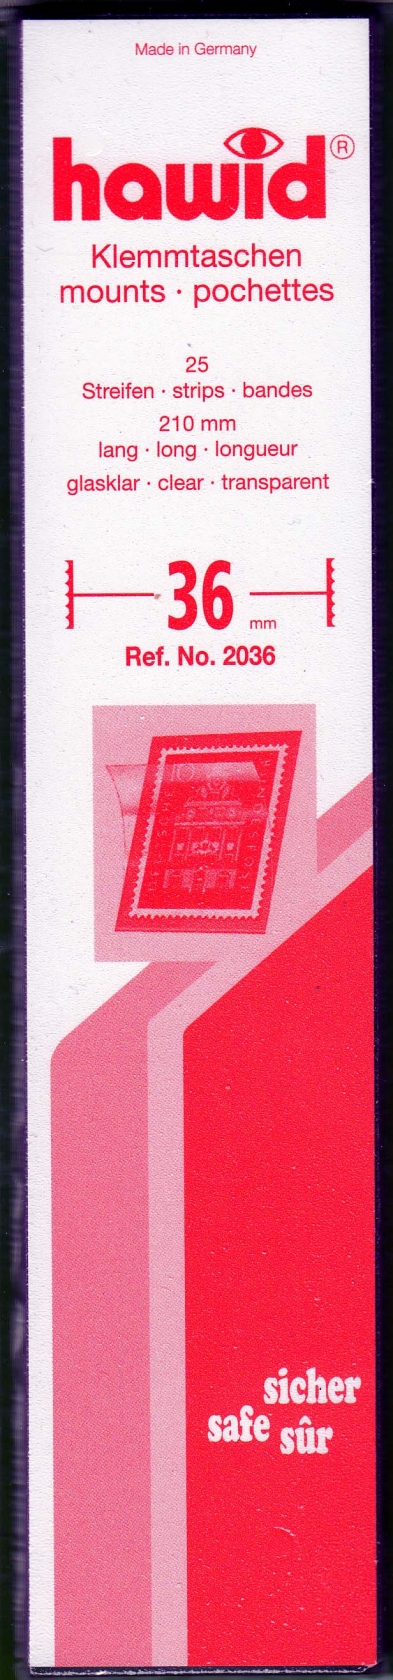 Made in Germany
hawid®
Klemmtaschen
mounts · pochettes
25
Streifen · strips · bandes
210 mm
lang · long · longueur
glasklar · clear · transparent
36 mm
Ref. No. 2036
10
sicher
safe sûr